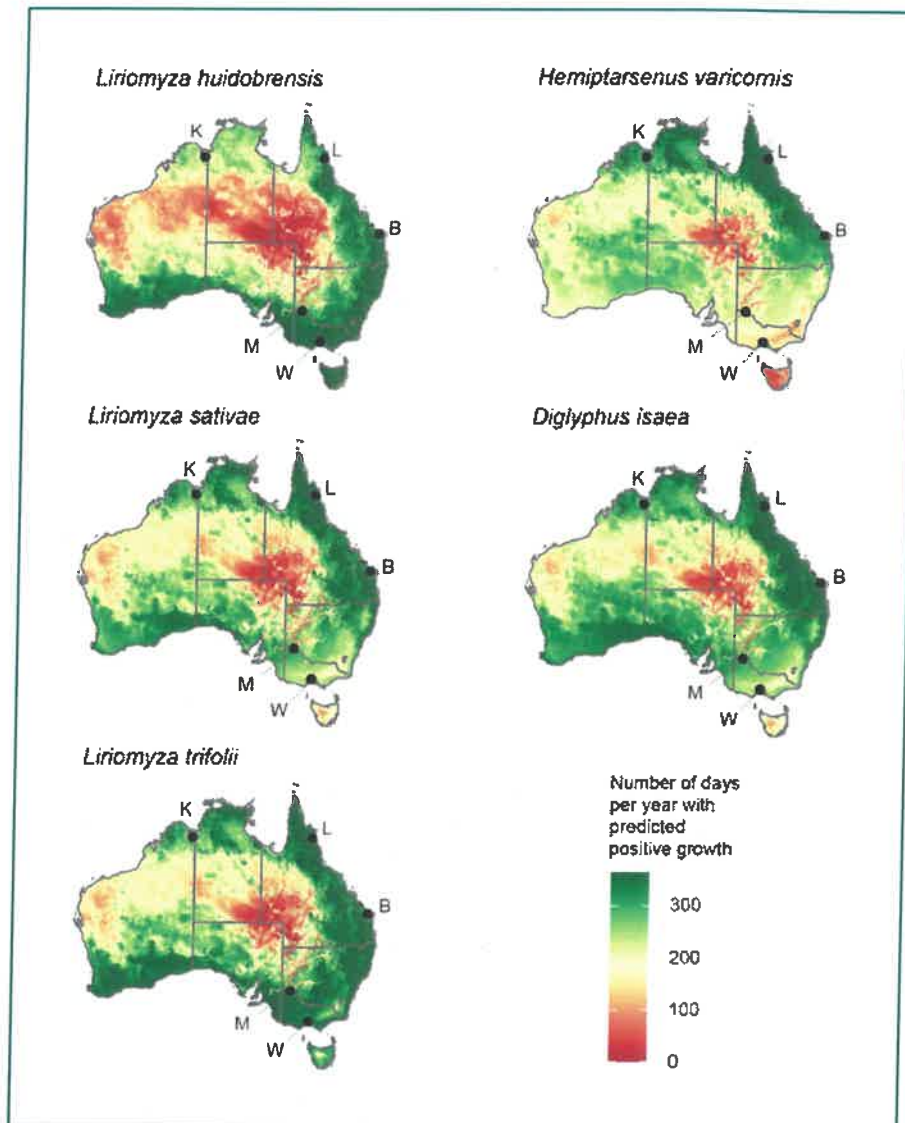 Liriomyza huidobrensis
Hemiptarsenus varicornis
K
L
B
M
W
K
L
B
M
W
Liriomyza sativae
Diglyphus isaea
K
L
B
M
W
K
L
B
M
W
Liriomyza trifolii
K
L
B
M
W
Number of days
per year with
predicted
positive growth
300
200
100
0